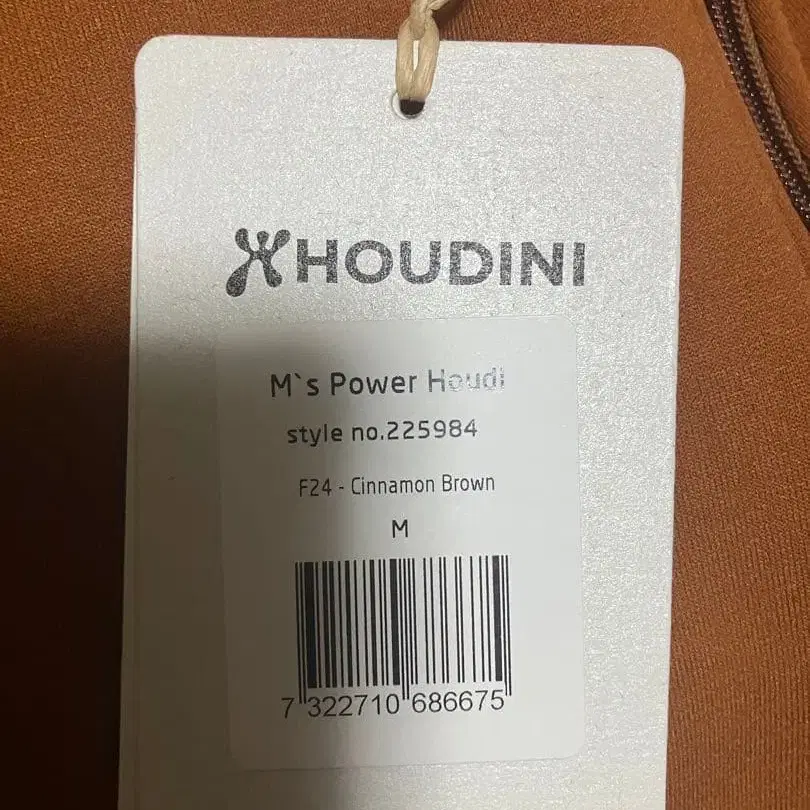 HOUDINI
M`s Power Houdi
style no.225984
F24 - Cinnamon Brown
M
7 322710 686675